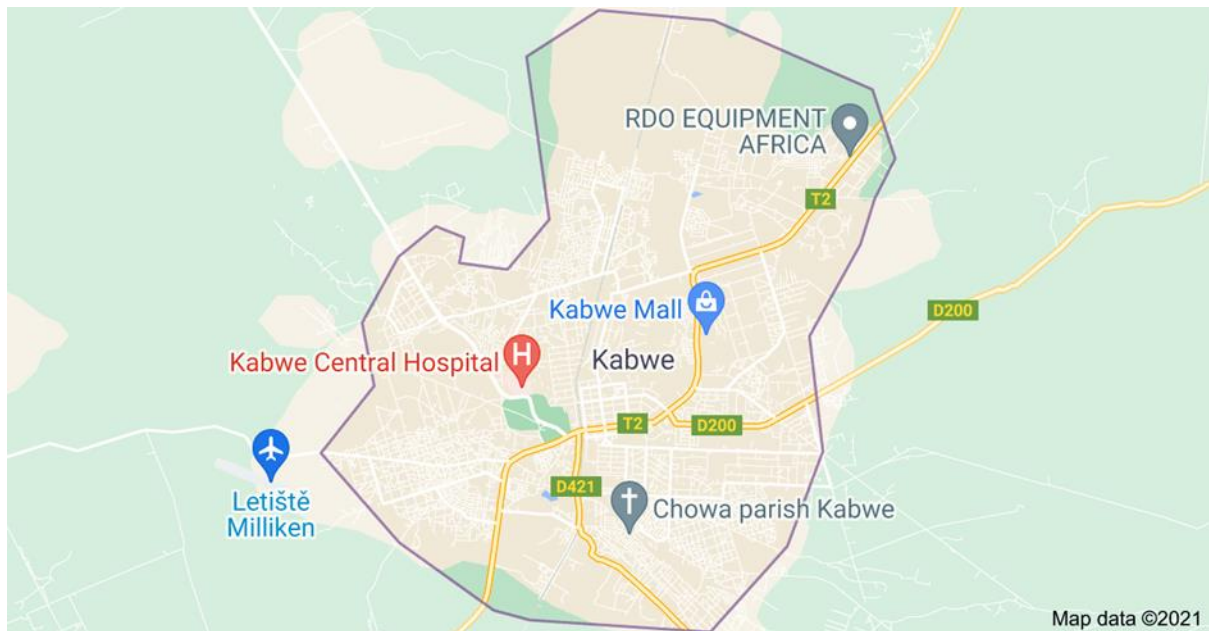 RDO EQUIPMENT
AFRICA
T2
Kabwe Mall
D200
Kabwe Central Hospital
Kabwe
T2
D200
Letiště
Milliken
D421
Chowa parish Kabwe
Map data ©2021